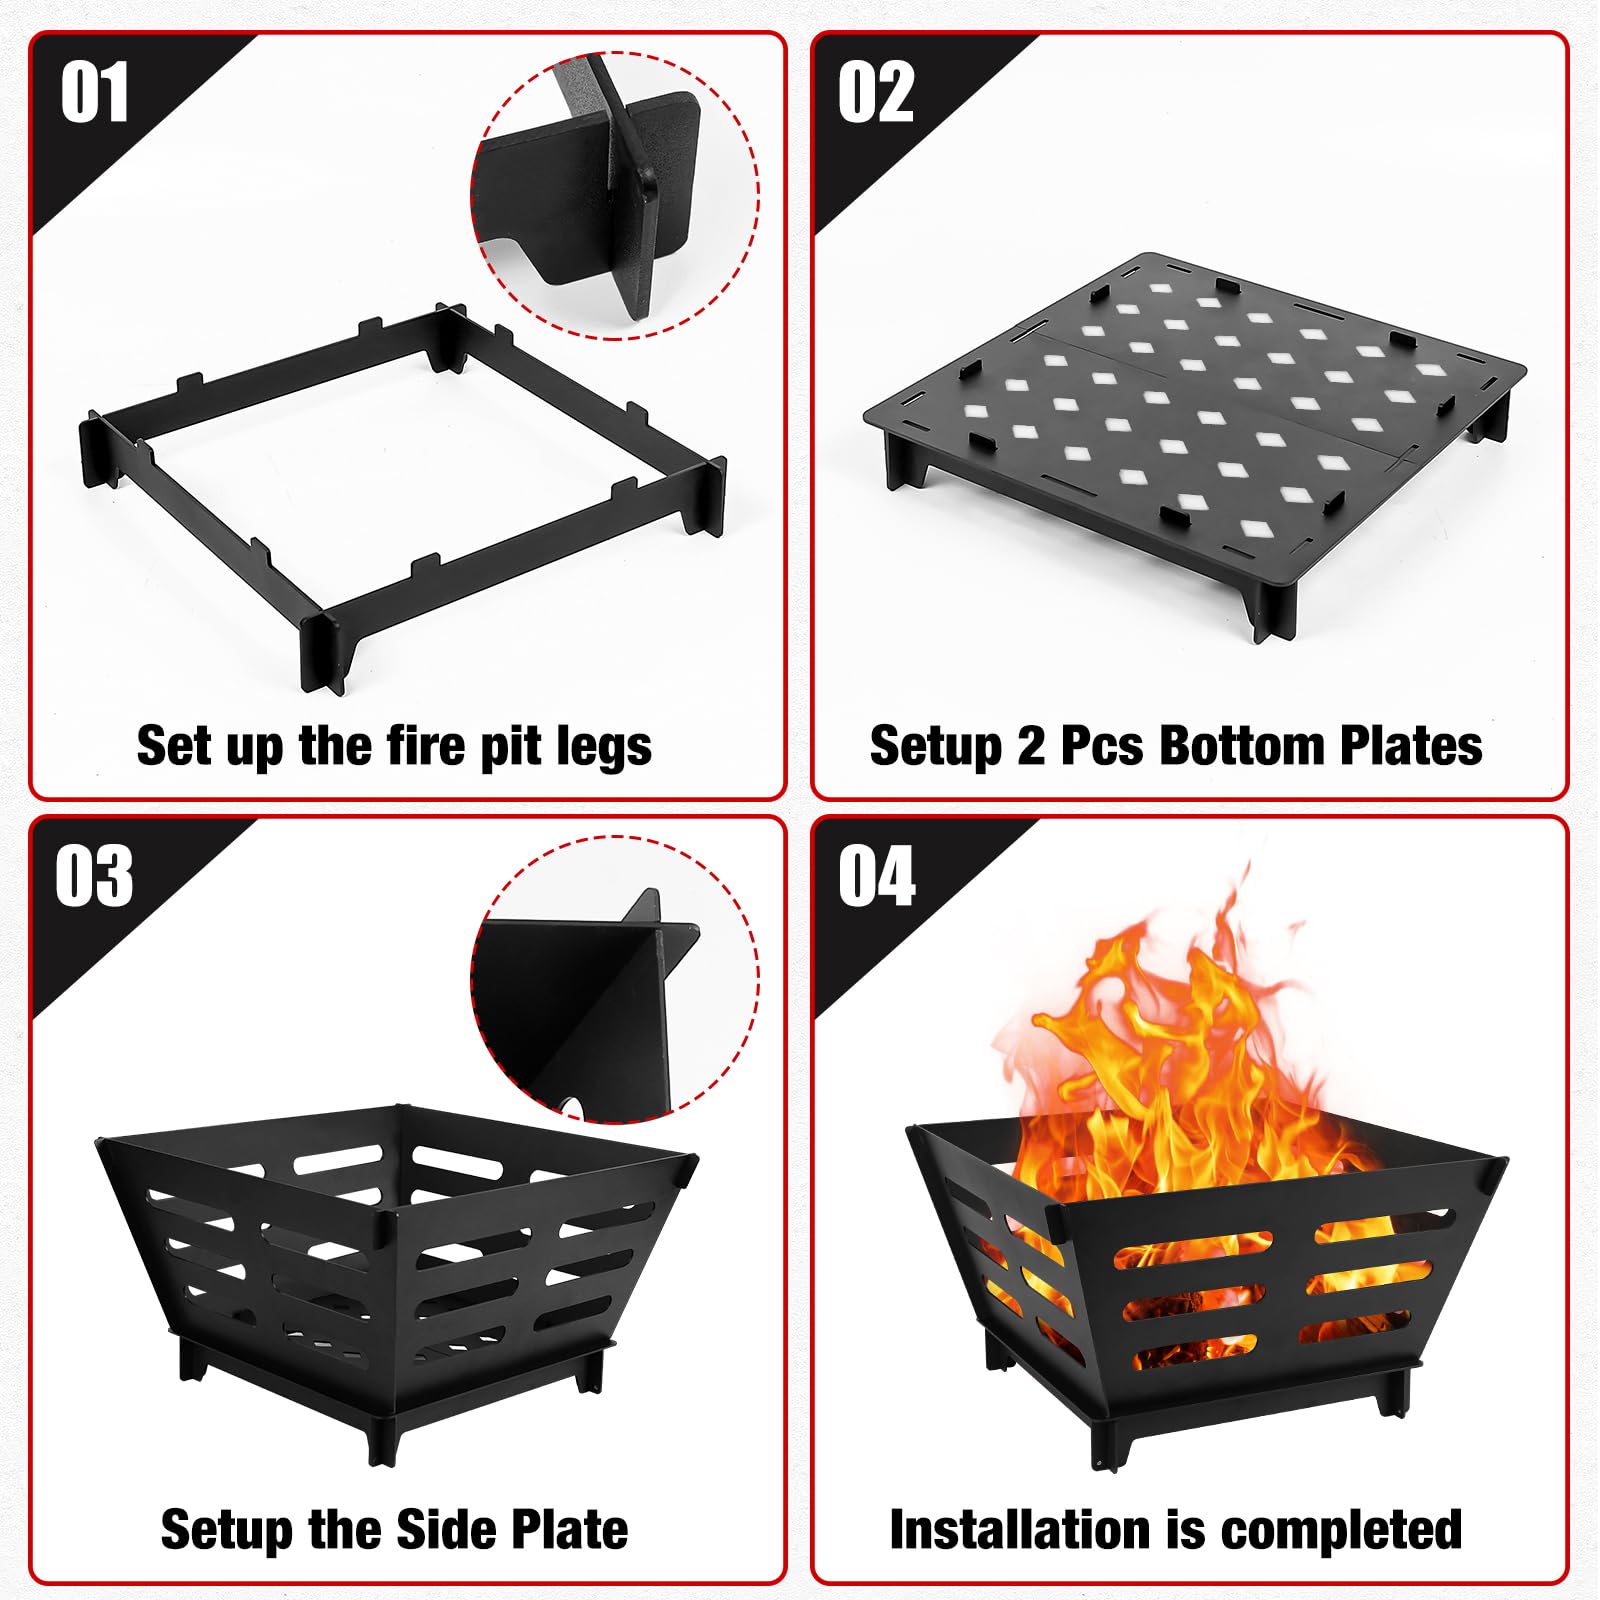 01
Set up the fire pit legs
02
Setup 2 Pcs Bottom Plates
03
Setup the Side Plate
04
Installation is completed